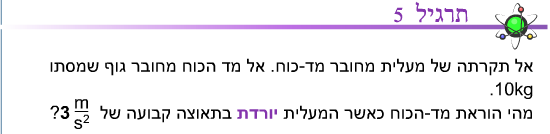 תרגיל 5
אל תקרתה של מעלית מחובר מד-כוח. אל מד הכוח מחובר גוף שמסתו
10kg.
מהי הוראת מד-הכוח כאשר המעלית יורדת בתאוצה קבועה של 3 m/s²?